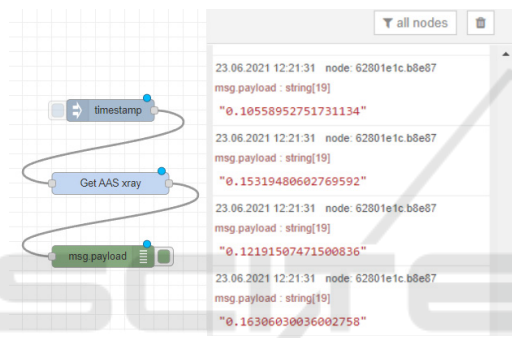 all nodes
timestamp
Get AAS xray
msg.payload
23.06.2021 12:21:31 node: 62801e1c.b8e87
msg.payload : string[19]
"0.10558952751731134"
23.06.2021 12:21:31 node: 62801e1c.b8e87
msg.payload : string[19]
"0.15319480602769592"
23.06.2021 12:21:31 node: 62801e1c.b8e87
msg.payload : string[19]
"0.12191507471500836"
23.06.2021 12:21:31 node: 62801e1c.b8e87
msg.payload : string[19]
"0.16306030036002758"